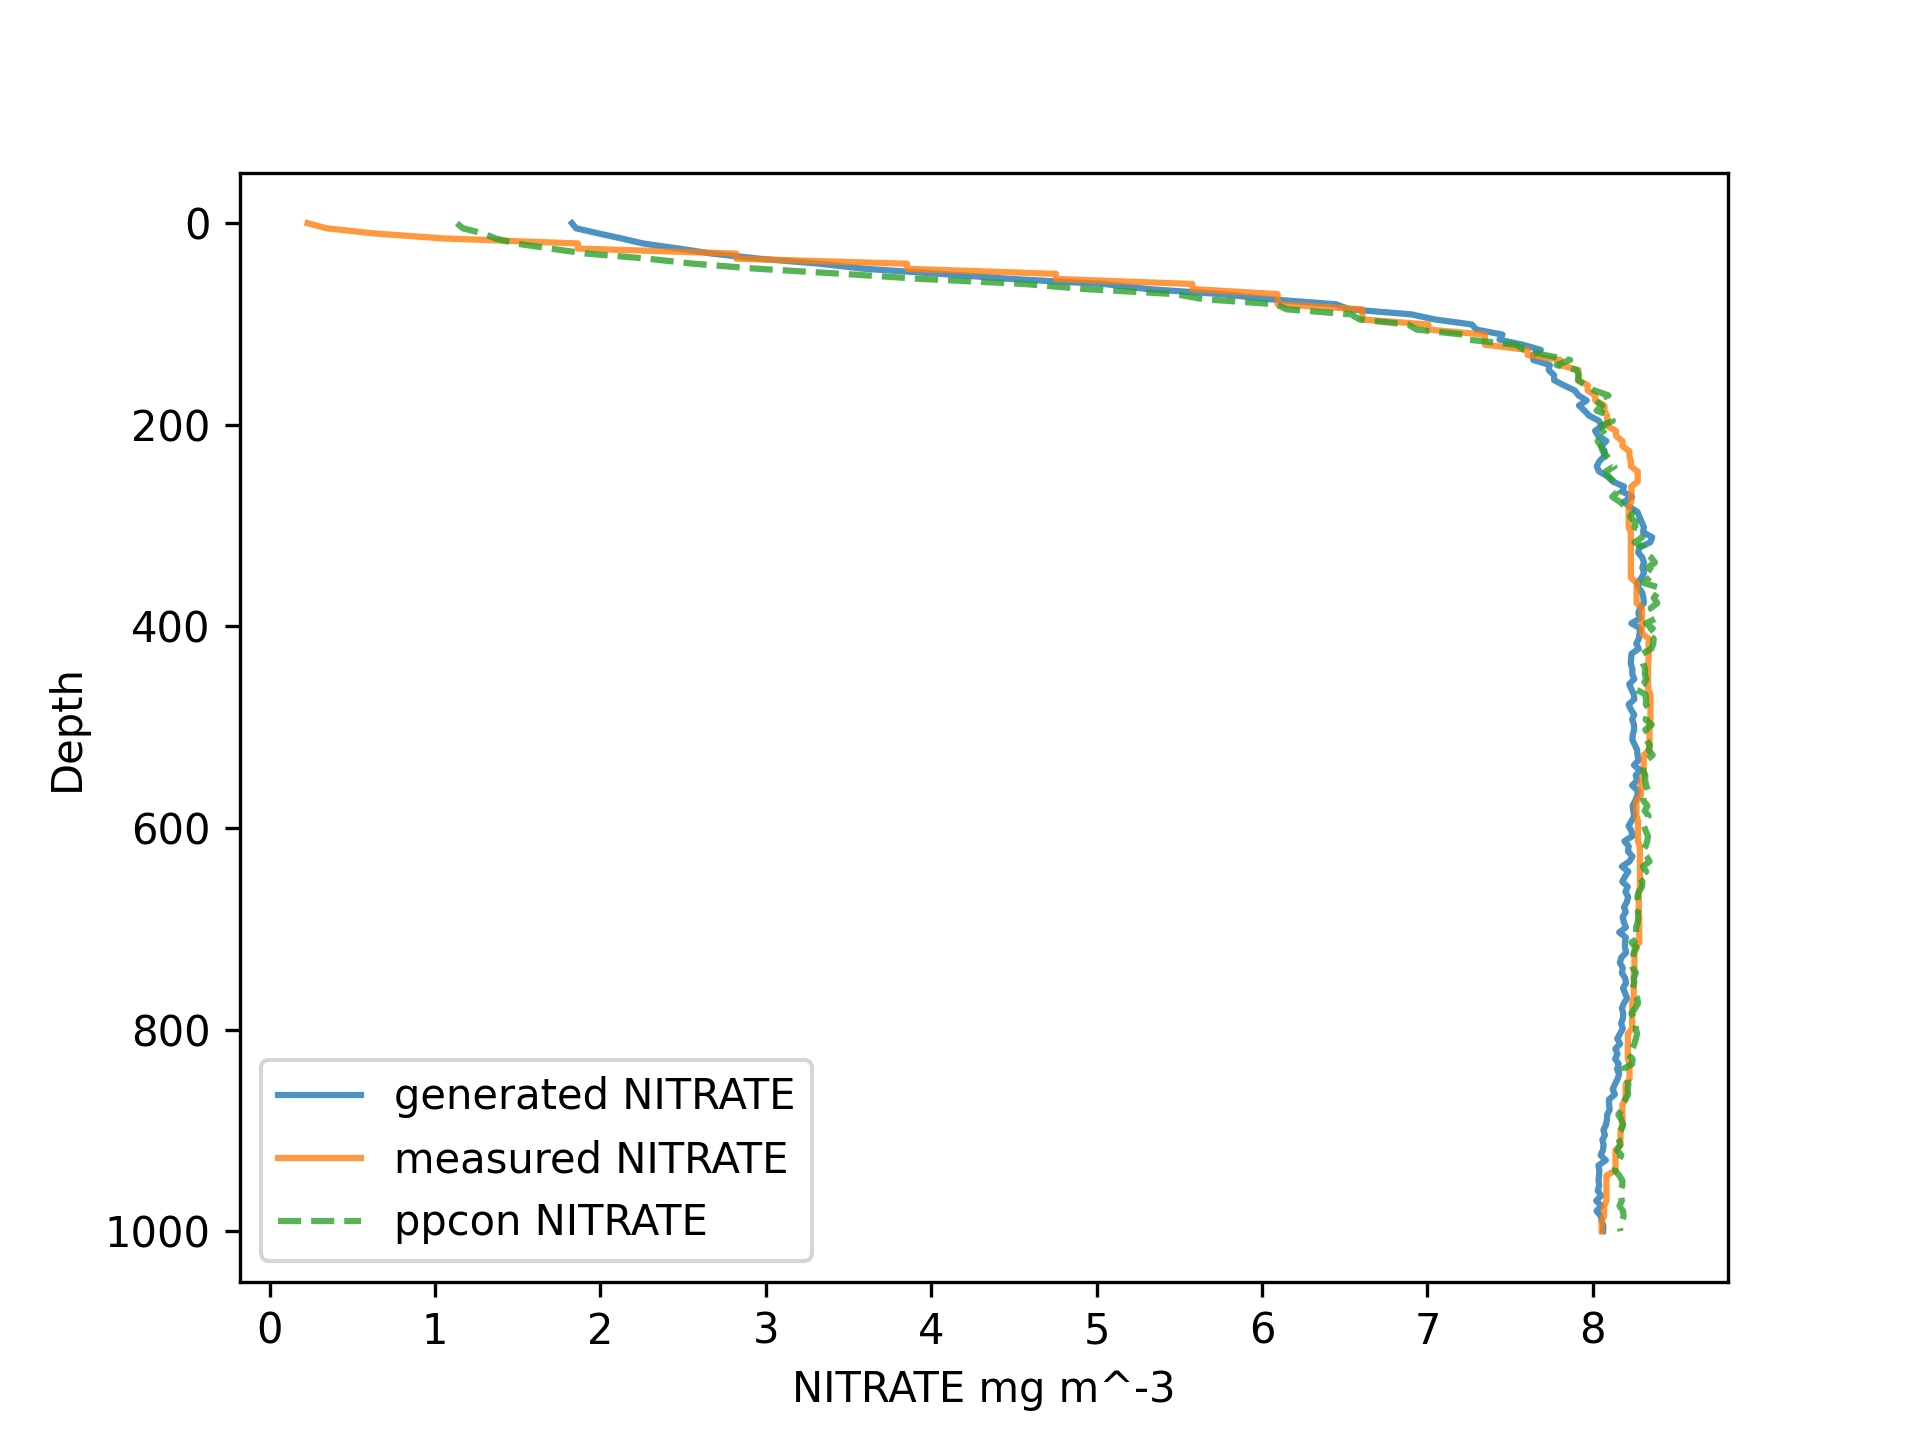 0
200
400
600
800
1000
Depth
generated NITRATE
measured NITRATE
ppcon NITRATE
0 1 2 3 4 5 6 7 8
NITRATE mg m^-3